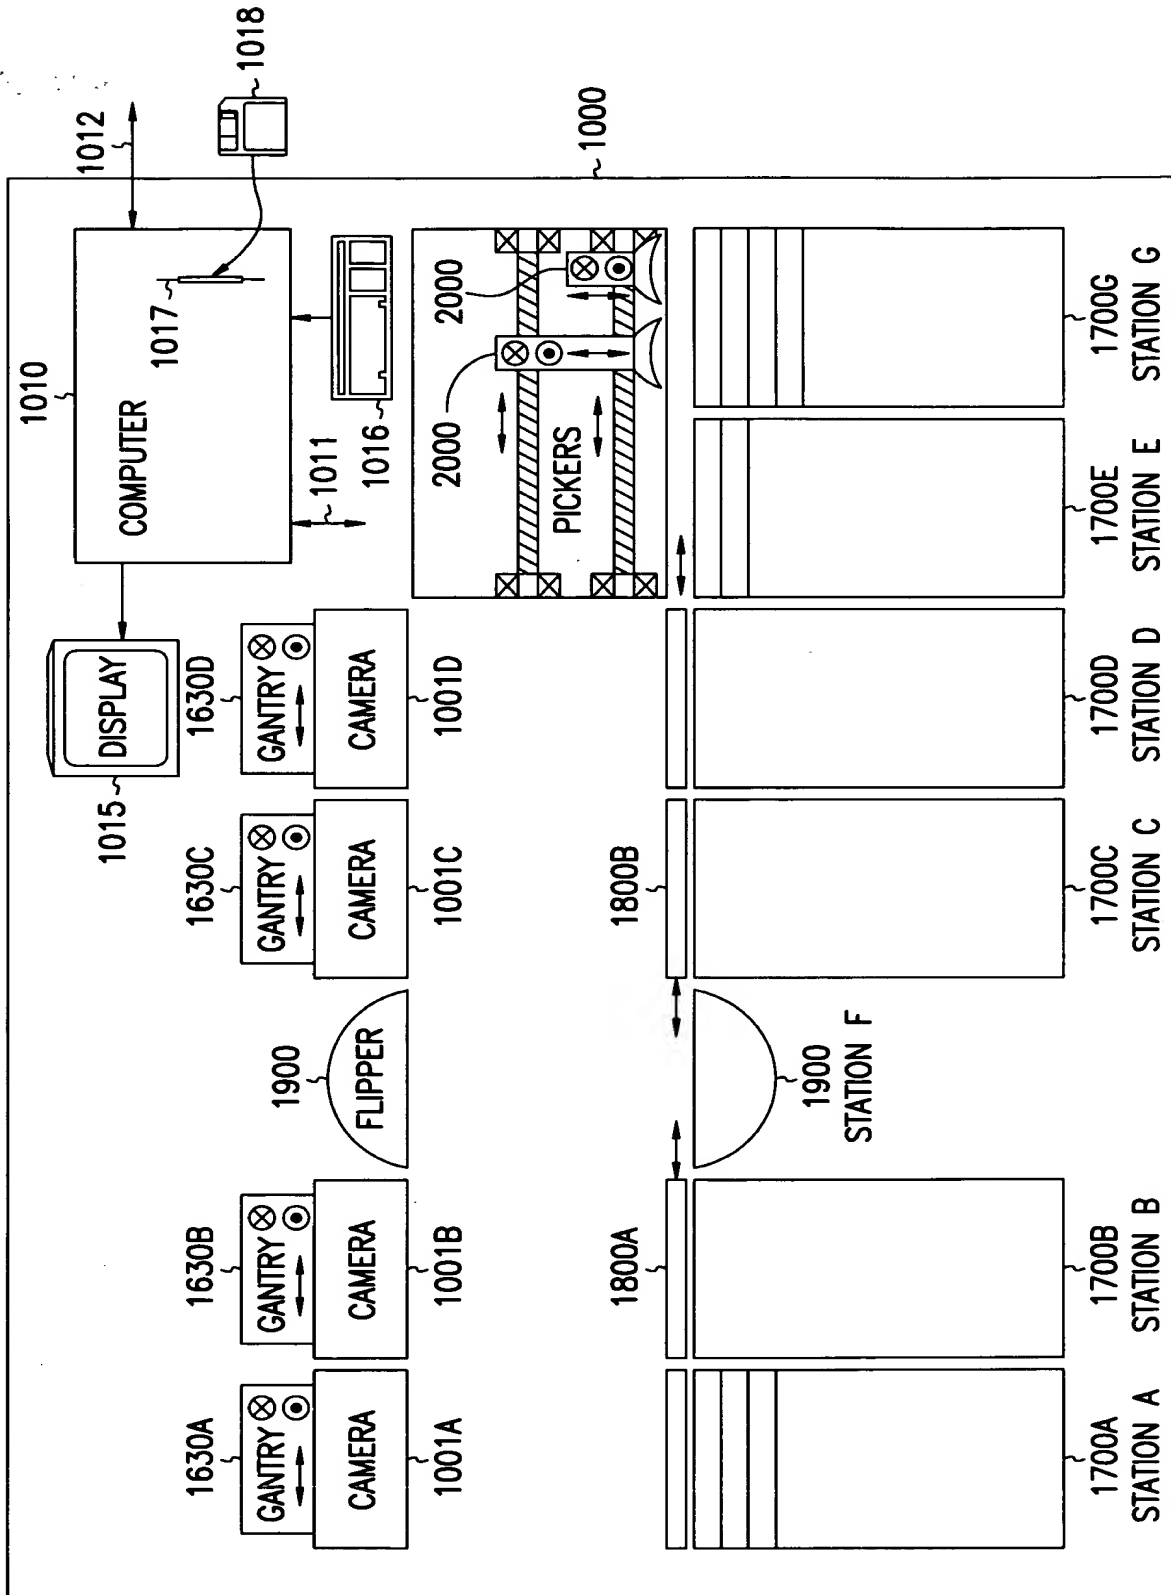 1010
1012
1018
1015
DISPLAY
COMPUTER
1017
1630A
1630B
1630C
1630D
GANTRY
GANTRY
GANTRY
GANTRY
1900
1011
CAMERA
CAMERA
FLIPPER
CAMERA
CAMERA
1016
1001A
1001B
1001C
1001D
2000
2000
PICKERS
1000
1800A
1800B
1900
STATION F
1700A
1700B
1700C
1700D
1700E
1700G
STATION A
STATION B
STATION C
STATION D
STATION E
STATION G